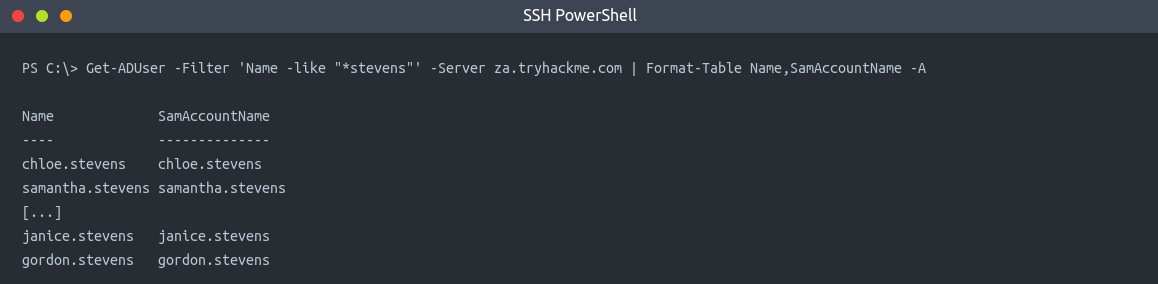 SSH PowerShell
PS C:\> Get-ADUser -Filter 'Name -like "*stevens"' -Server za.tryhackme.com | Format-Table Name,SamAccountName -A
Name             SamAccountName
----             --------------
chloe.stevens    chloe.stevens
samantha.stevens samantha.stevens
[...]
janice.stevens   janice.stevens
gordon.stevens   gordon.stevens